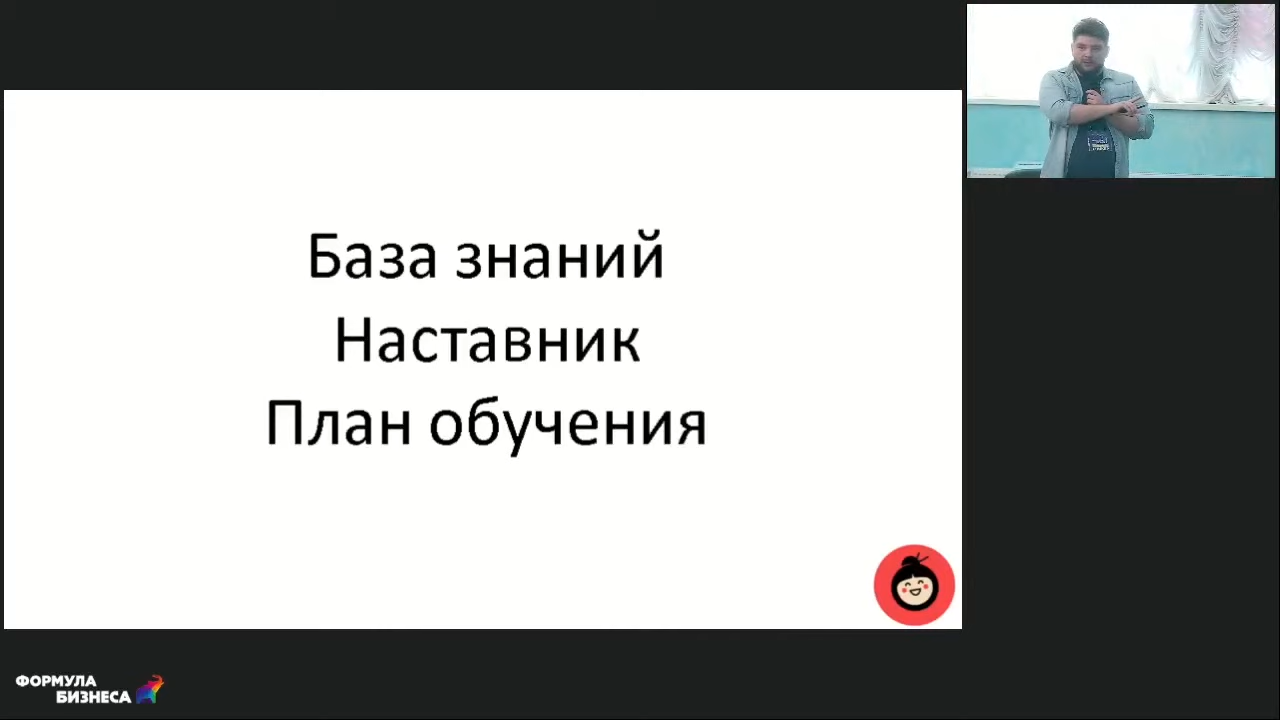 База знаний
Наставник
План обучения
ФОРМУЛА
БИЗНЕСА